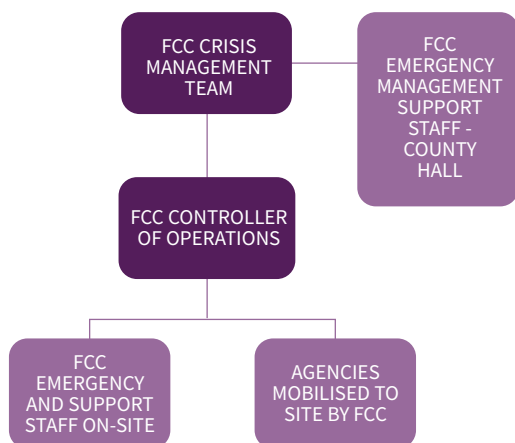 FCC CRISIS
MANAGEMENT
TEAM
FCC
EMERGENCY
MANAGEMENT
SUPPORT
STAFF -
COUNTY
HALL
FCC CONTROLLER
OF OPERATIONS
FCC
EMERGENCY
AND SUPPORT
STAFF ON-SITE
AGENCIES
MOBILISED TO
SITE BY FCC